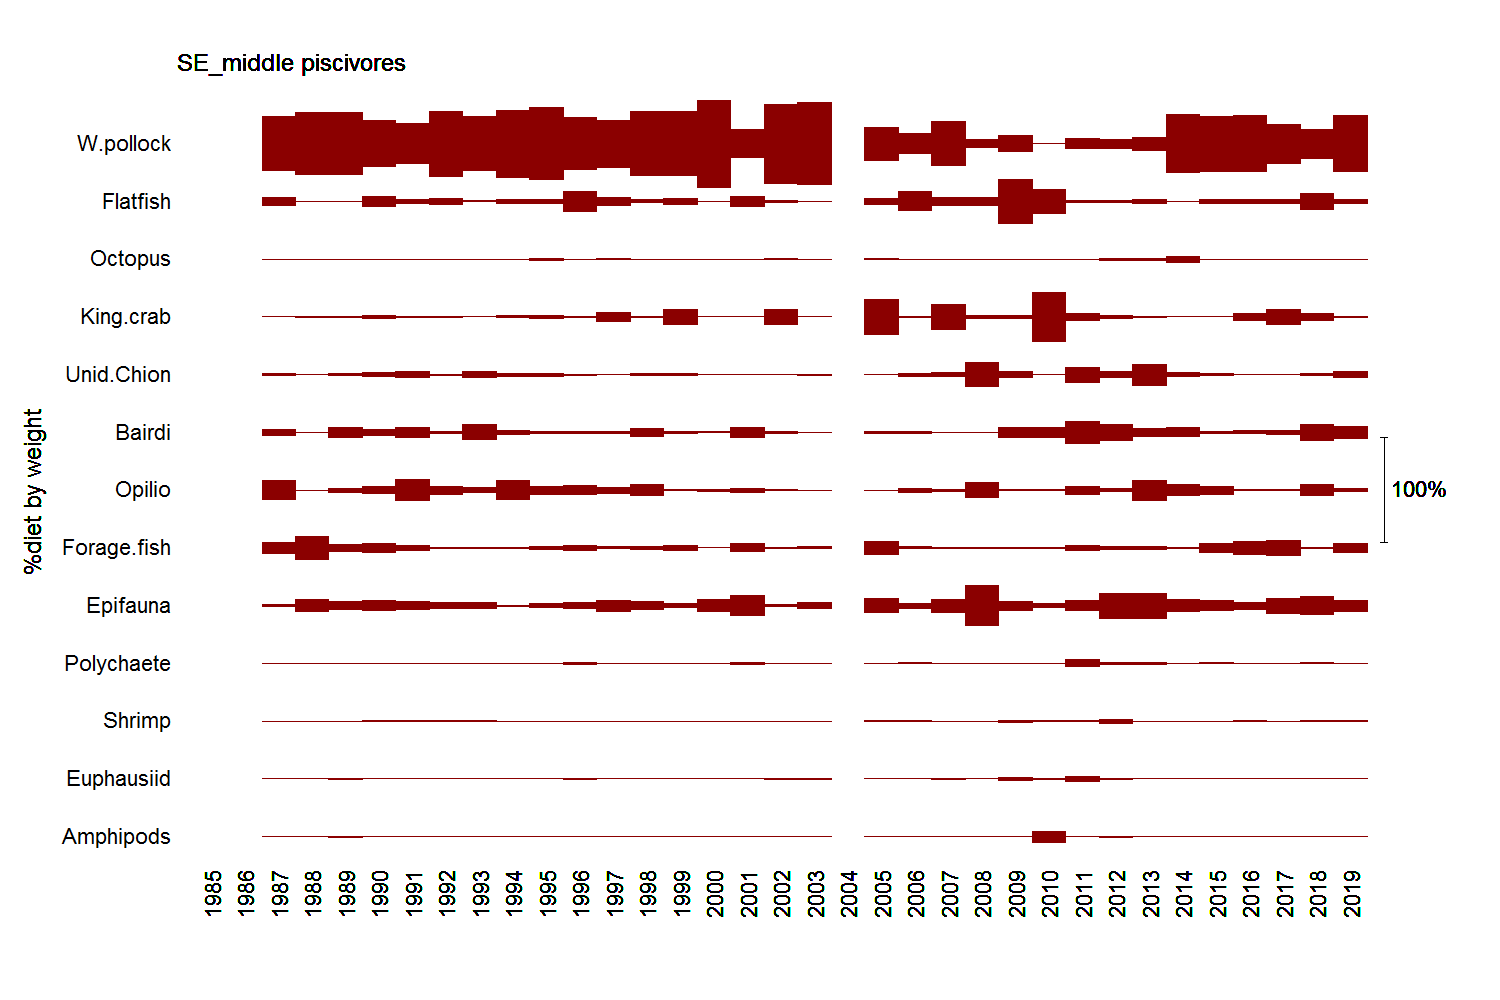 SE_middle piscivores
W.pollock
Flatfish
Octopus
King.crab
Unid.Chion
Bairdi
Opilio
Forage.fish
Epifauna
Polychaete
Shrimp
Euphausiid
Amphipods
%diet by weight
100%
1985
1986
1987
1988
1989
1990
1991
1992
1993
1994
1995
1996
1997
1998
1999
2000
2001
2002
2003
2004
2005
2006
2007
2008
2009
2010
2011
2012
2013
2014
2015
2016
2017
2018
2019